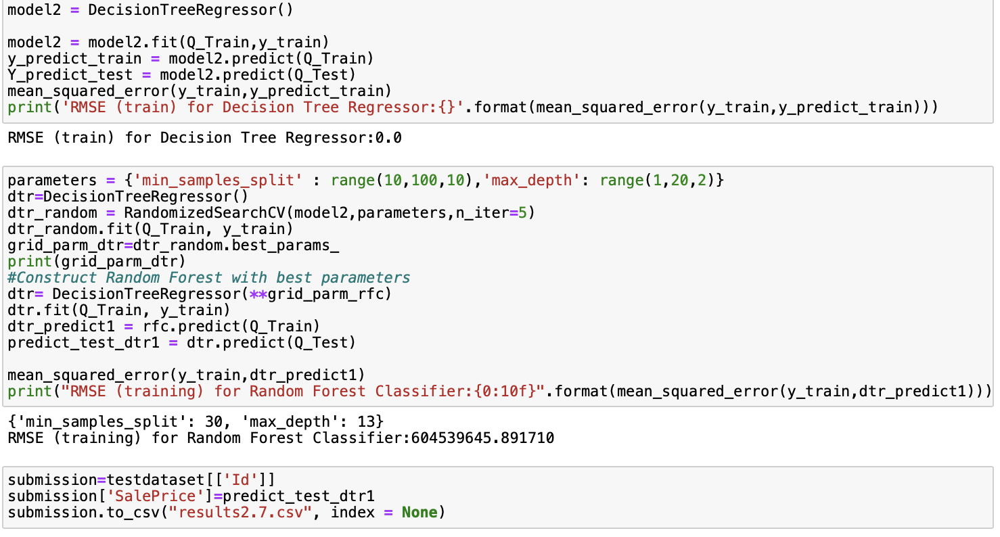 model2 = DecisionTreeRegressor()
model2 = model2.fit(Q_Train,y_train)
y_predict_train = model2.predict(Q_Train)
Y_predict_test = model2.predict(Q_Test)
mean_squared_error(y_train,y_predict_train)
print('RMSE (train) for Decision Tree Regressor:{}'.format(mean_squared_error(y_train,y_predict_train)))
RMSE (train) for Decision Tree Regressor:0.0
parameters = {'min_samples_split' : range(10,100,10),'max_depth': range(1,20,2)}
dtr=DecisionTreeRegressor()
dtr_random = RandomizedSearchCV(model2,parameters,n_iter=5)
dtr_random.fit(Q_Train, y_train)
grid_parm_dtr=dtr_random.best_params_
print(grid_parm_dtr)
#Construct Random Forest with best parameters
dtr= DecisionTreeRegressor(**grid_parm_rfc)
dtr.fit(Q_Train, y_train)
dtr_predict1 = rfc.predict(Q_Train)
predict_test_dtr1 = dtr.predict(Q_Test)
mean_squared_error(y_train,dtr_predict1)
print("RMSE (training) for Random Forest Classifier:{0:10f}".format(mean_squared_error(y_train,dtr_predict1)))
{'min_samples_split': 30, 'max_depth': 13}
RMSE (training) for Random Forest Classifier:604539645.891710
submission=testdataset[['Id']]
submission['SalePrice']=predict_test_dtr1
submission.to_csv("results2.7.csv", index = None)